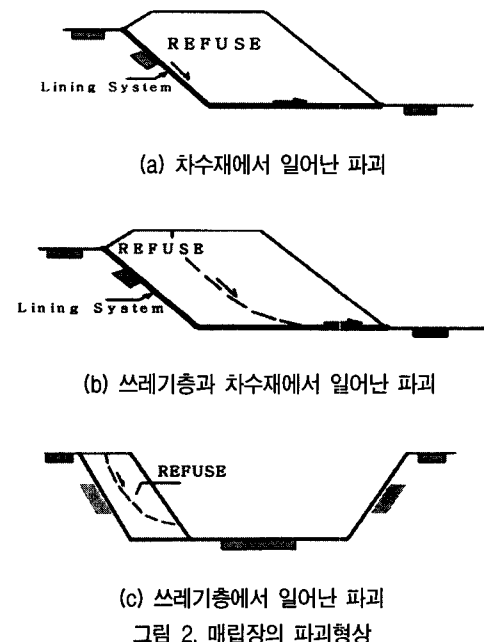 REFUSE
Lining System
(a) 차수재에서 일어난 파괴
REFUSE
Lining System
(b) 쓰레기층과 차수재에서 일어난 파괴
REFUSE
(c) 쓰레기층에서 일어난 파괴
그림 2. 매립장의 파괴형상